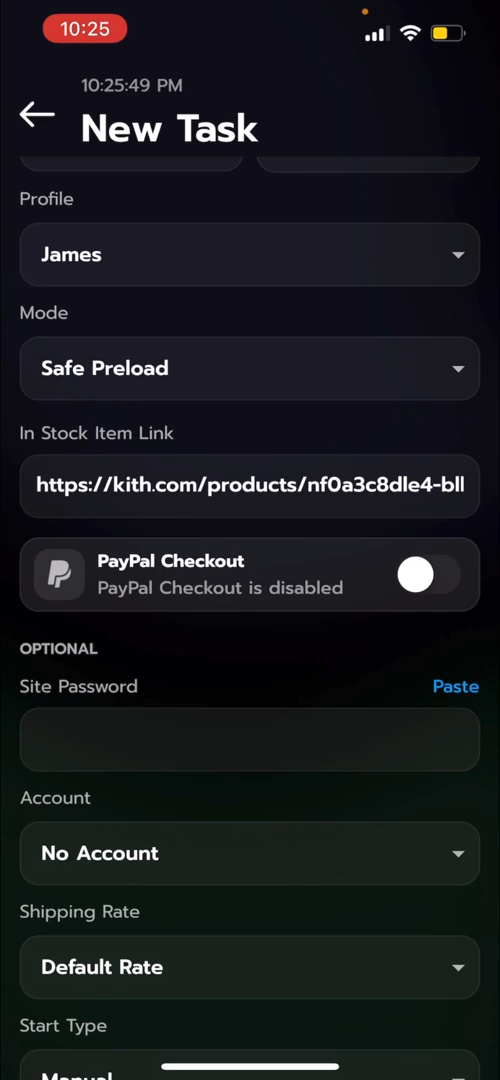 10:25
10:25:49 PM
New Task
Profile
James
Mode
Safe Preload
In Stock Item Link
https://kith.com/products/nf0a3c8dle4-bll
PayPal Checkout
PayPal Checkout is disabled
OPTIONAL
Site Password
Paste
Account
No Account
Shipping Rate
Default Rate
Start Type
Manual